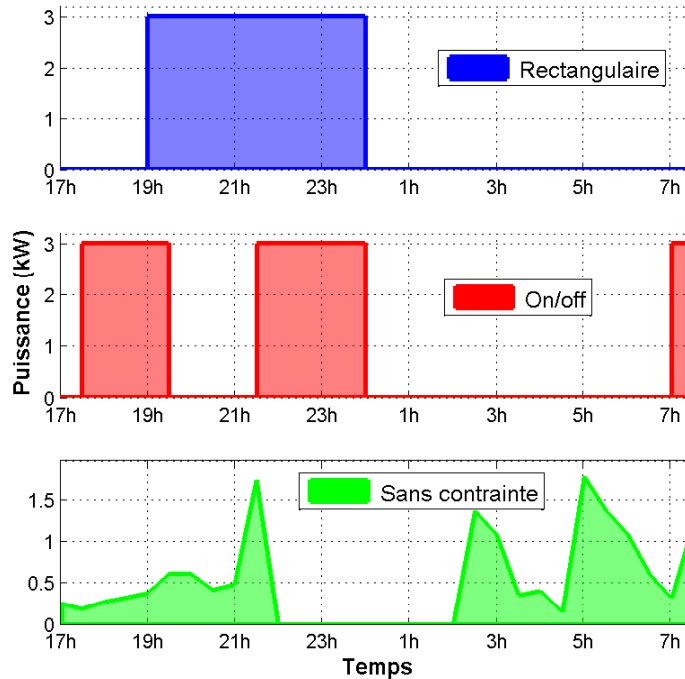 3
2
1
0
Rectangulaire
17h 19h 21h 23h 1h 3h 5h 7h
Puissance (kW)
3
2
1
0
On/off
17h 19h 21h 23h 1h 3h 5h 7h
1.5
1
0.5
0
Sans contrainte
17h 19h 21h 23h 1h 3h 5h 7h
Temps